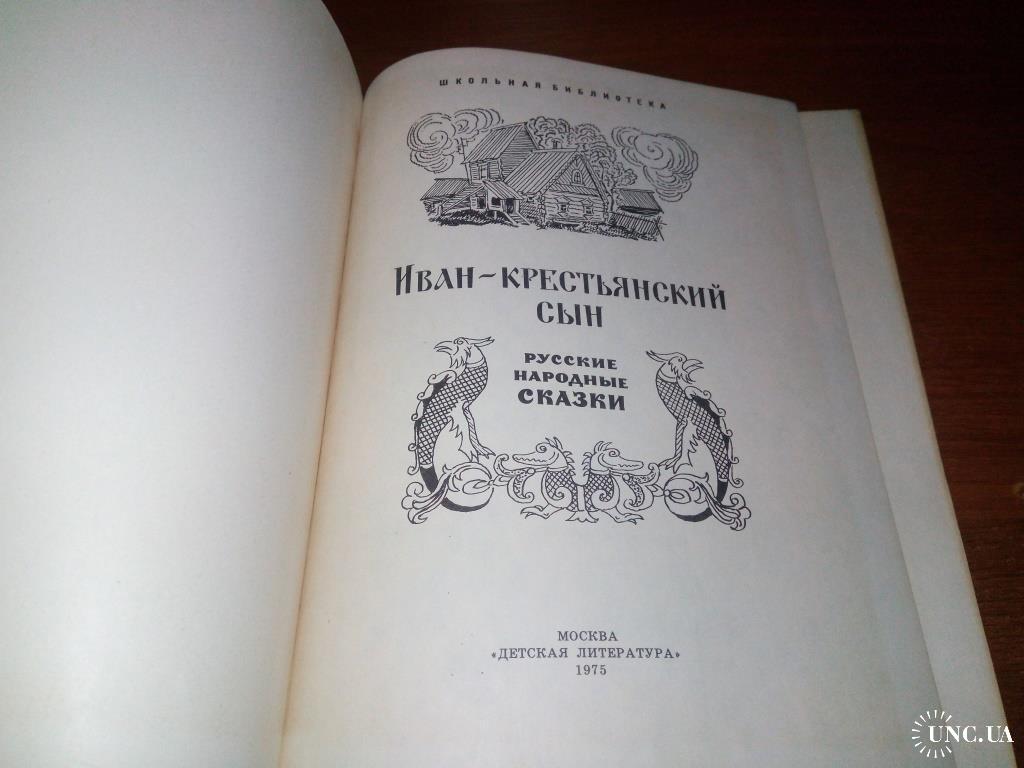 ШКОЛЬНАЯ БИБЛИОТЕКА
ИВАН-КРЕСТЬЯНСКИЙ
СЫН
РУССКИЕ
НАРОДНЫЕ
СКАЗКИ
МОСКВА
«ДЕТСКАЯ ЛИТЕРАТУРА»
1975
UNC.UA